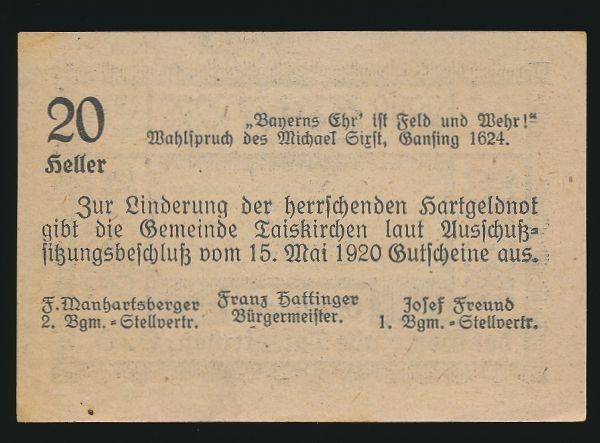 20
Heller
„Bayerns Ehr' ist Feld und Wehr!“
Wahlspruch des Michael Sixst, Gansing 1624.
Zur Linderung der herrschenden Hartgeldnot
gibt die Gemeinde Taiskirchen laut Ausschuß-
sitzungsbeschluß vom 15. Mai 1920 Gutscheine aus.
F. Manhartsberger
2. Bgm.-Stellvertr.
Franz Hattinger
Bürgermeister.
Josef Freund
1. Bgm.-Stellvertr.